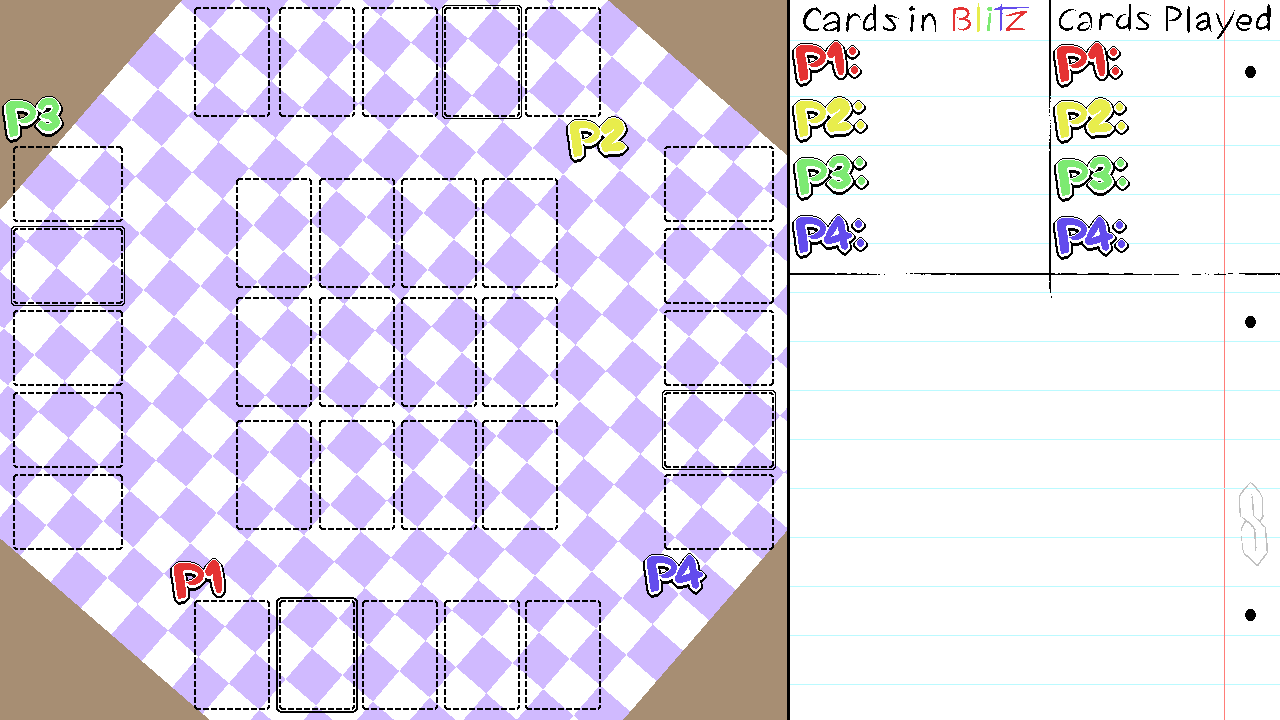 Cards in Blitz
Cards Played
P1:
P1:
P2:
P2:
P3:
P3:
P4:
P4:
P3
P2
P1
P4